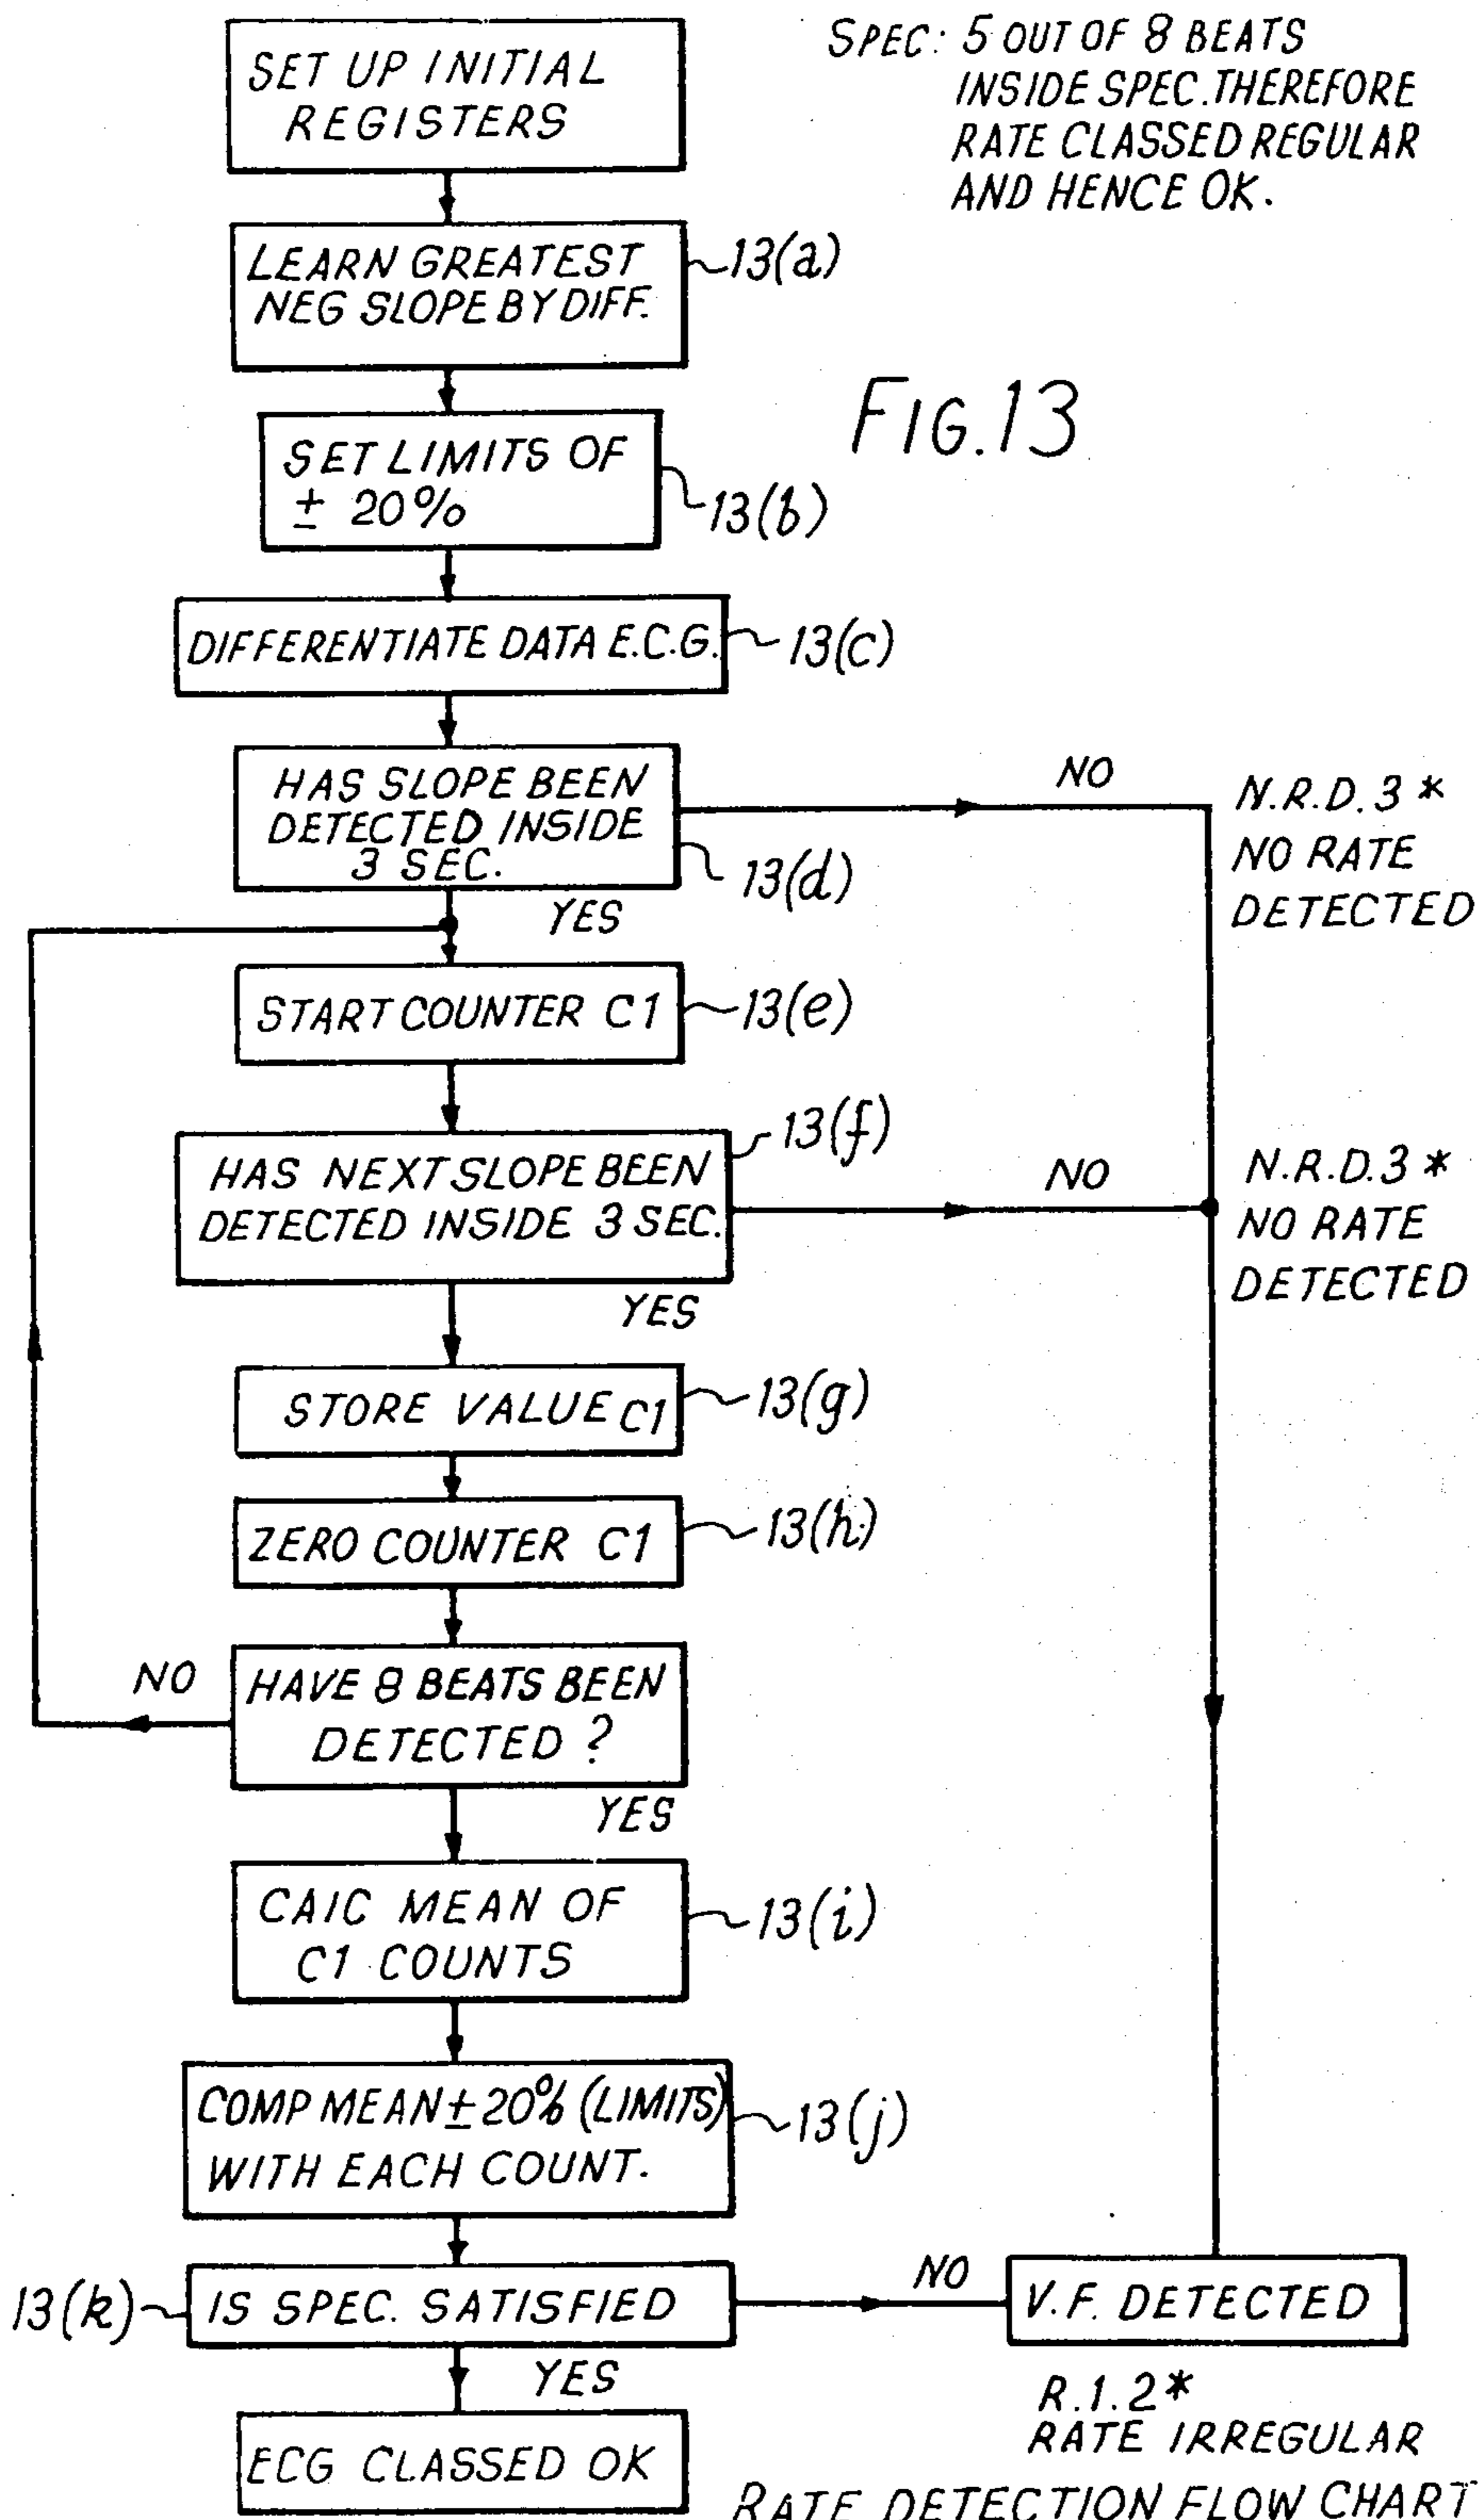 SPEC: 5 OUT OF 8 BEATS
INSIDE SPEC. THEREFORE
RATE CLASSED REGULAR
AND HENCE OK.
SET UP INITIAL
REGISTERS
LEARN GREATEST
NEG SLOPE BY DIFF.
13(a)
FIG. 13
SET LIMITS OF
± 20%
13(b)
DIFFERENTIATE DATA E.C.G.
13(c)
HAS SLOPE BEEN
DETECTED INSIDE
3 SEC.
13(d)
NO
N.R.D. 3 *
NO RATE
DETECTED
YES
START COUNTER C1
13(e)
HAS NEXT SLOPE BEEN
DETECTED INSIDE 3 SEC.
13(f)
NO
N.R.D. 3 *
NO RATE
DETECTED
YES
STORE VALUE C1
13(g)
ZERO COUNTER C1
13(h)
HAVE 8 BEATS BEEN
DETECTED ?
NO
YES
CAIC MEAN OF
C1 COUNTS
13(i)
COMP MEAN ± 20% (LIMITS)
WITH EACH COUNT.
13(j)
13(k)
IS SPEC. SATISFIED
NO
V.F. DETECTED
YES
R.1.2*
RATE IRREGULAR
ECG CLASSED OK
RATE DETECTION FLOW CHART